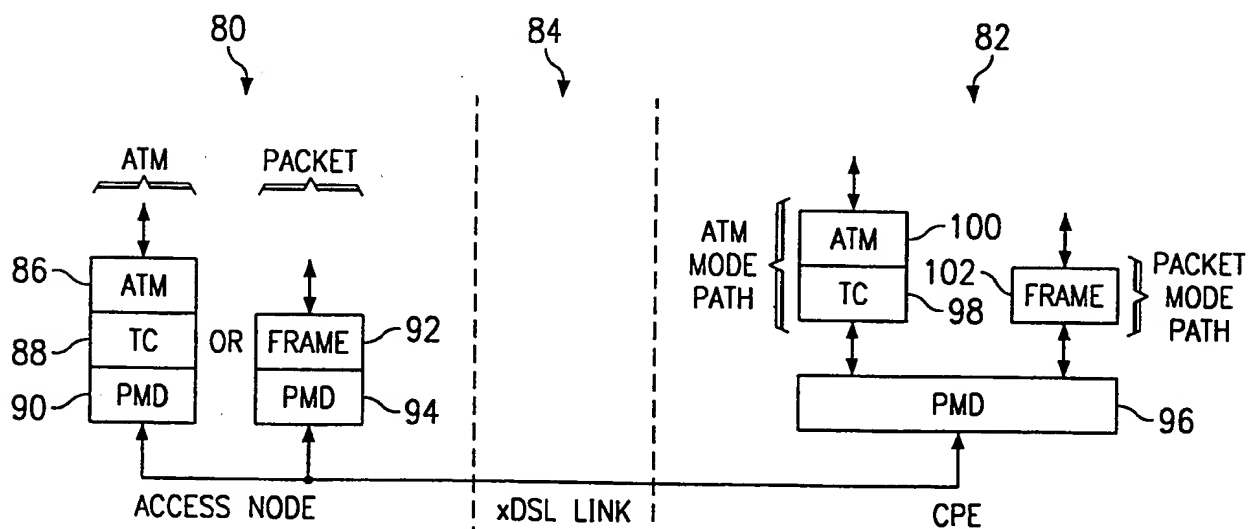 80
84
82
ATM
PACKET
86
ATM
88
TC
OR
FRAME
92
90
PMD
PMD
94
ATM
MODE
PATH
ATM
100
TC
98
102
FRAME
PACKET
MODE
PATH
PMD
96
ACCESS NODE
xDSL LINK
CPE